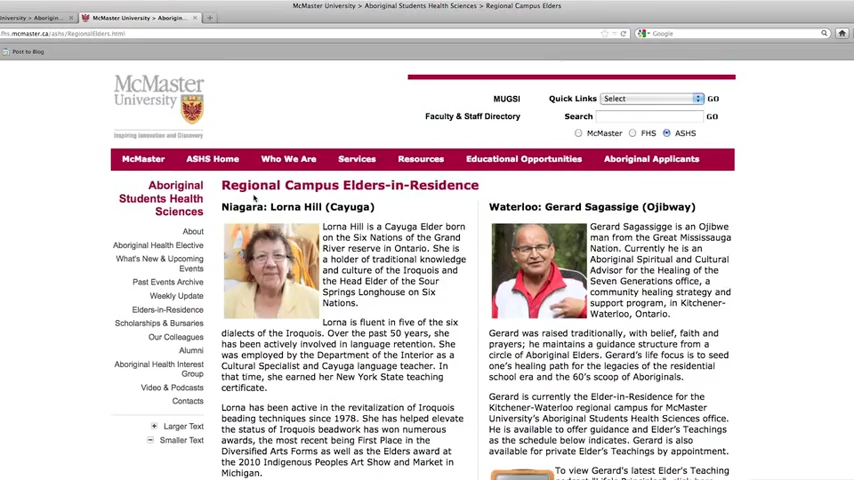 McMaster University > Aboriginal Students Health Sciences > Regional Campus Elders
University > Aborigin...
McMaster University > Aborigin...
fhs.mcmaster.ca/ashs/RegionalElders.html
Google
Post to Blog
McMaster
University
Inspiring Innovation and Discovery
MUGSI
Quick Links
Select
GO
Faculty & Staff Directory
Search
GO
McMaster
FHS
ASHS
McMaster
ASHS Home
Who We Are
Services
Resources
Educational Opportunities
Aboriginal Applicants
Aboriginal
Students Health
Sciences
About
Aboriginal Health Elective
What's New & Upcoming
Events
Past Events Archive
Weekly Update
Elders-in-Residence
Scholarships & Bursaries
Our Colleagues
Alumni
Aboriginal Health Interest
Group
Video & Podcasts
Contacts
Larger Text
Smaller Text
Regional Campus Elders-in-Residence
Niagara: Lorna Hill (Cayuga)
Lorna Hill is a Cayuga Elder born
on the Six Nations of the Grand
River reserve in Ontario. She is
a holder of traditional knowledge
and culture of the Iroquois and
the Head Elder of the Sour
Springs Longhouse on Six
Nations.
Lorna is fluent in five of the six
dialects of the Iroquois. Over the past 50 years, she
has been actively involved in language retention. She
was employed by the Department of the Interior as a
Cultural Specialist and Cayuga language teacher. In
that time, she earned her New York State teaching
certificate.
Lorna has been active in the revitalization of Iroquois
beading techniques since 1978. She has helped elevate
the status of Iroquois beadwork has won numerous
awards, the most recent being First Place in the
Diversified Arts Forms as well as the Elders award at
the 2010 Indigenous Peoples Art Show and Market in
Michigan.
Waterloo: Gerard Sagassige (Ojibway)
Gerard Sagassigge is an Ojibwe
man from the Great Mississauga
Nation. Currently he is an
Aboriginal Spiritual and Cultural
Advisor for the Healing of the
Seven Generations office, a
community healing strategy and
support program, in Kitchener-
Waterloo, Ontario.
Gerard was raised traditionally, with belief, faith and
prayers; he maintains a guidance structure from a
circle of Aboriginal Elders. Gerard's life focus is to seed
one's healing path for the legacies of the residential
school era and the 60's scoop of Aboriginals.
Gerard is currently the Elder-in-Residence for the
Kitchener-Waterloo regional campus for McMaster
University's Aboriginal Students Health Sciences office.
He is available to offer guidance and Elder's Teachings
as the schedule below indicates. Gerard is also
available for private Elder's Teachings by appointment.
To view Gerard's latest Elder's Teaching